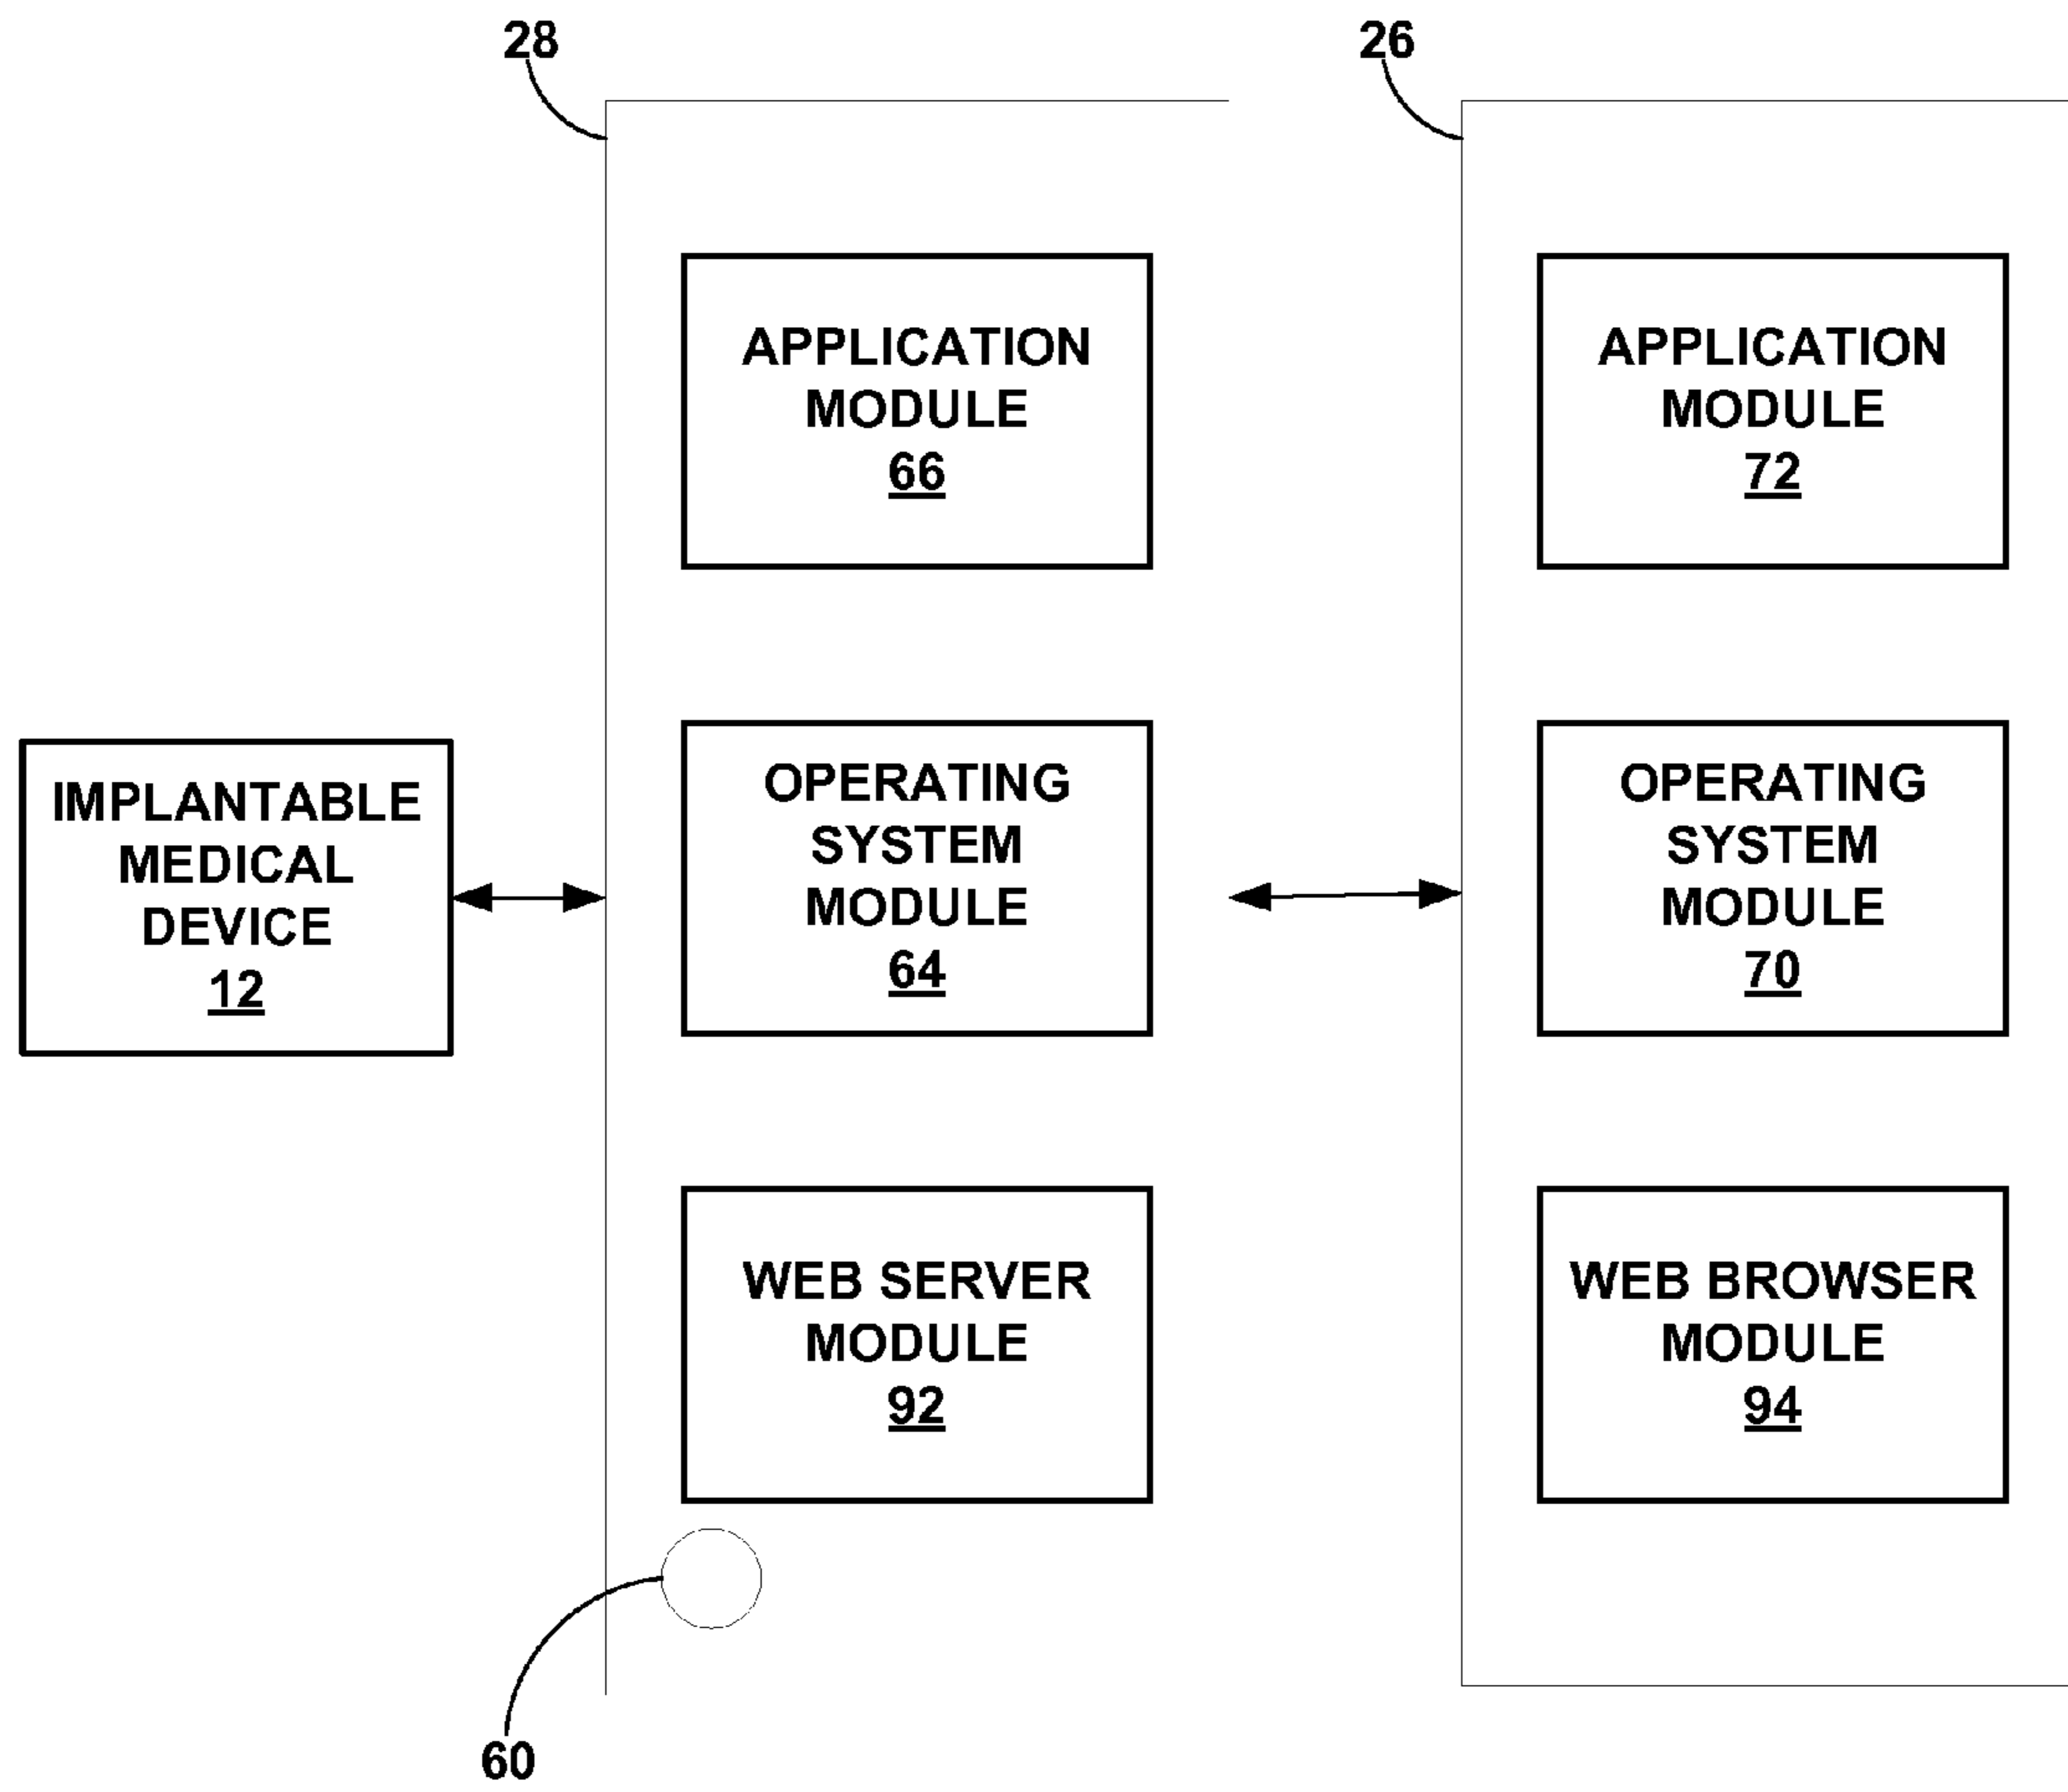 28
26
APPLICATION
MODULE
66
APPLICATION
MODULE
72
IMPLANTABLE
MEDICAL
DEVICE
12
OPERATING
SYSTEM
MODULE
64
OPERATING
SYSTEM
MODULE
70
WEB SERVER
MODULE
92
WEB BROWSER
MODULE
94
60